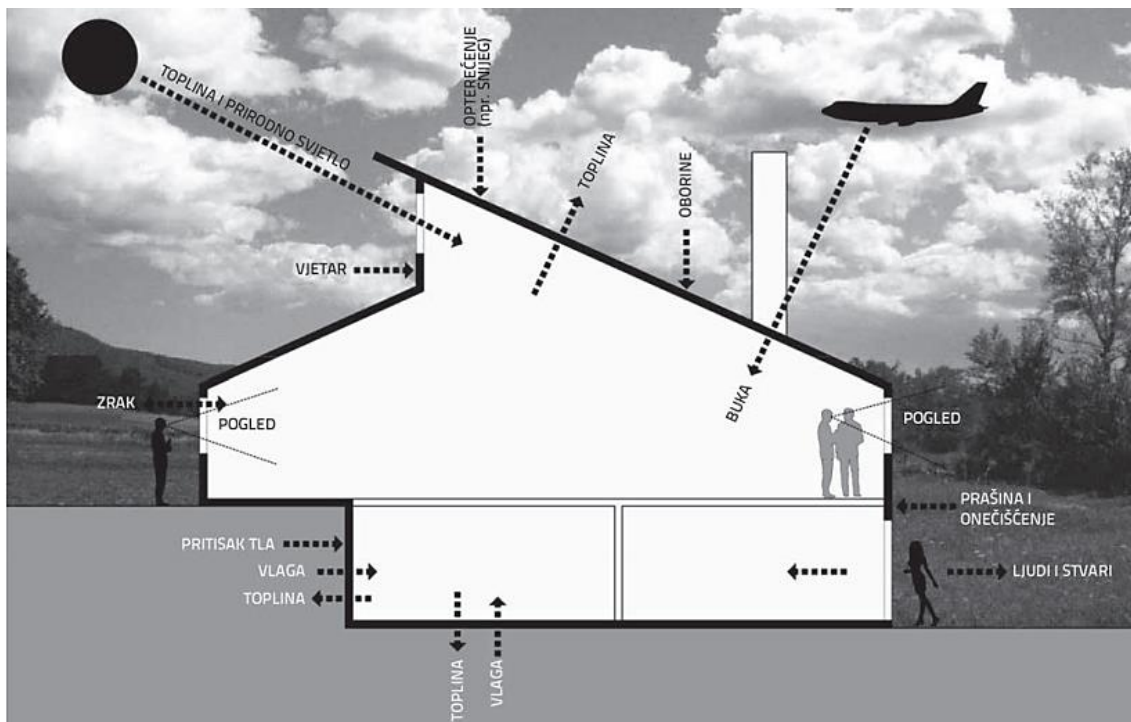 TOPLINA I PRIRODNO SVJETLO
OPTEREĆENJE
(npr. SNIJEG)
TOPLINA
OBORINE
VJETAR
BUKA
ZRAK
POGLED
POGLED
PRAŠINA I
ONEČIŠĆENJE
PRITISAK TLA
VLAGA
TOPLINA
LJUDI I STVARI
TOPLINA
VLAGA